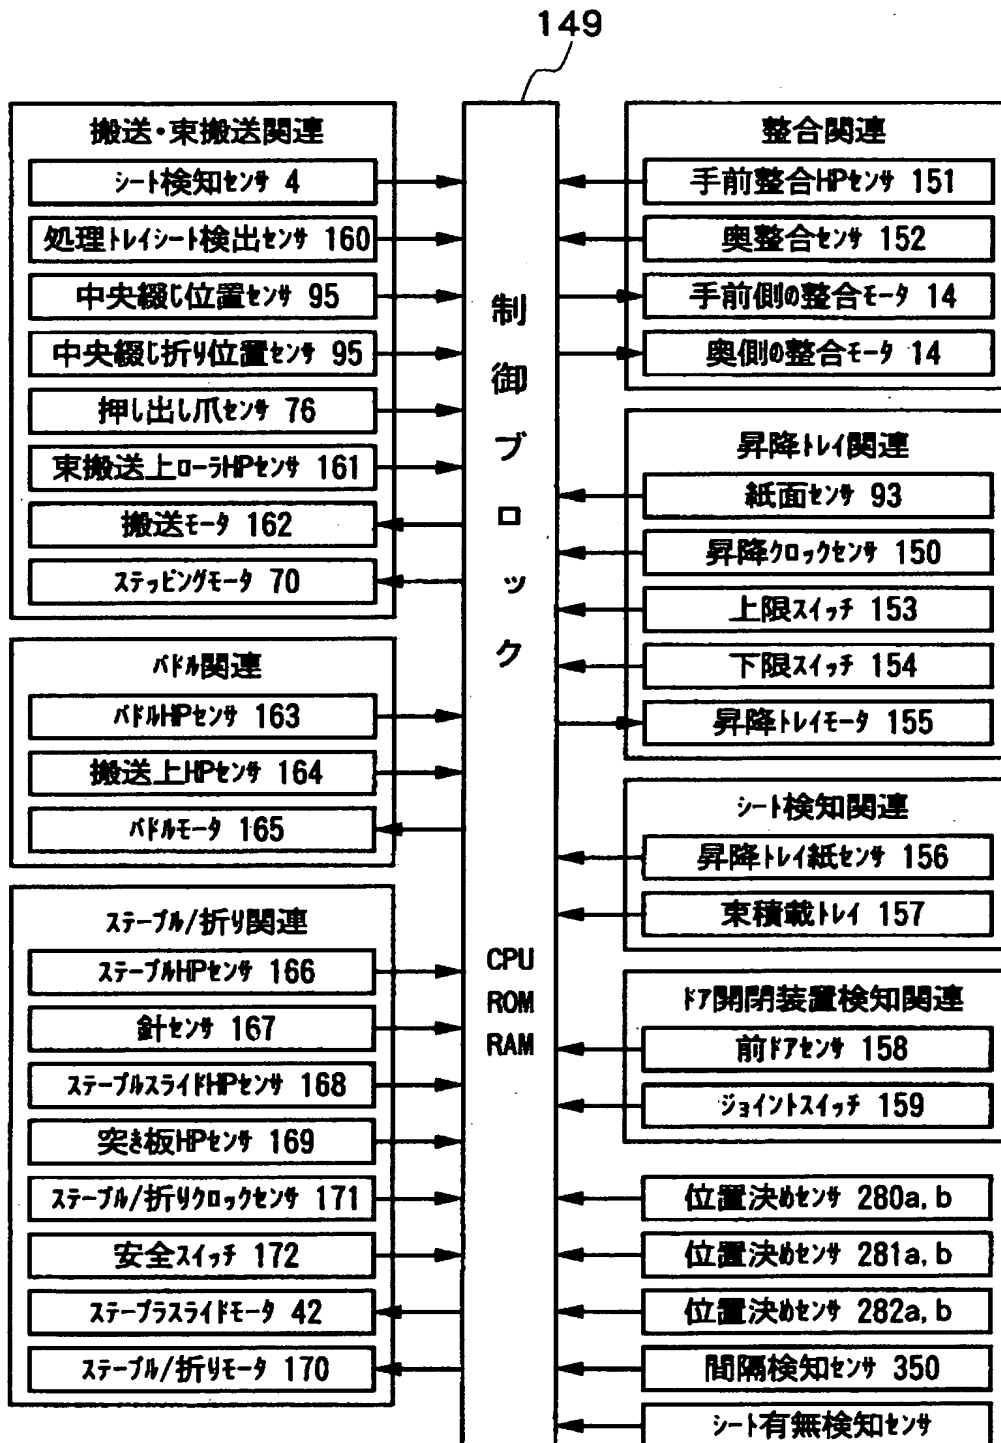 149
搬送・束搬送関連
シート検知センサ 4
処理トレイシート検出センサ 160
中央綴じ位置センサ 95
中央綴じ折り位置センサ 95
押し出し爪センサ 76
束搬送上ローラHPセンサ 161
搬送モータ 162
ステッピングモータ 70
パドル関連
パドルHPセンサ 163
搬送上HPセンサ 164
パドルモータ 165
ステープル/折り関連
ステープルHPセンサ 166
針センサ 167
ステープルスライドHPセンサ 168
突き板HPセンサ 169
ステープル/折りクロックセンサ 171
安全スイッチ 172
ステープラスライドモータ 42
ステープル/折りモータ 170
制御ブロック
CPU
ROM
RAM
整合関連
手前整合HPセンサ 151
奥整合センサ 152
手前側の整合モータ 14
奥側の整合モータ 14
昇降トレイ関連
紙面センサ 93
昇降クロックセンサ 150
上限スイッチ 153
下限スイッチ 154
昇降トレイモータ 155
シート検知関連
昇降トレイ紙センサ 156
束積載トレイ 157
ドア開閉装置検知関連
前ドアセンサ 158
ジョイントスイッチ 159
位置決めセンサ 280a, b
位置決めセンサ 281a, b
位置決めセンサ 282a, b
間隔検知センサ 350
シート有無検知センサ